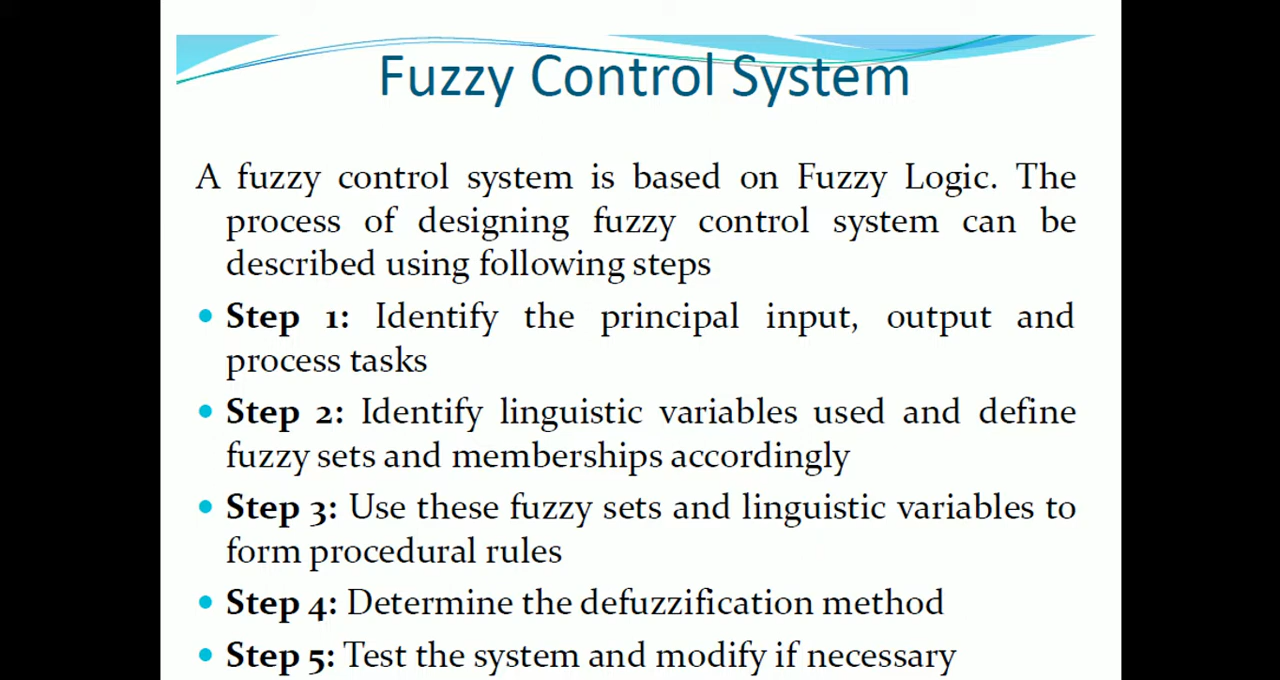 Fuzzy Control System
A fuzzy control system is based on Fuzzy Logic. The
process of designing fuzzy control system can be
described using following steps
• Step 1: Identify the principal input, output and
process tasks
• Step 2: Identify linguistic variables used and define
fuzzy sets and memberships accordingly
• Step 3: Use these fuzzy sets and linguistic variables to
form procedural rules
• Step 4: Determine the defuzzification method
• Step 5: Test the system and modify if necessary